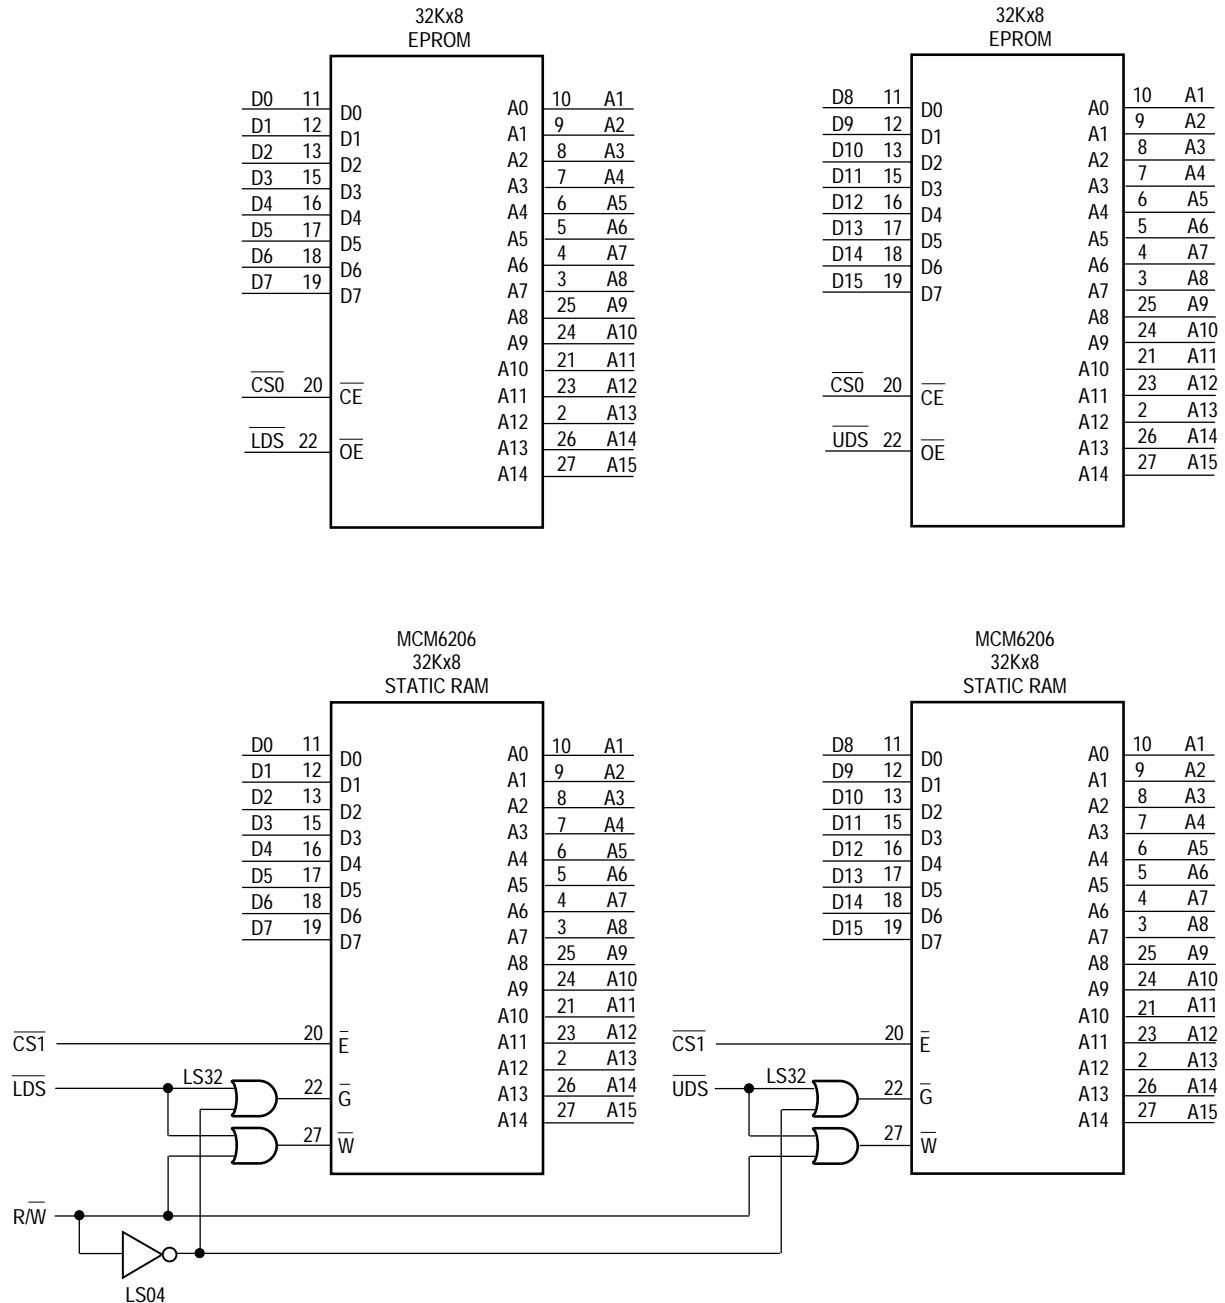 32Kx8
EPROM
D0 11 D0 A0 10 A1
D1 12 D1 A1 9 A2
D2 13 D2 A2 8 A3
D3 15 D3 A3 7 A4
D4 16 D4 A4 6 A5
D5 17 D5 A5 5 A6
D6 18 D6 A6 4 A7
D7 19 D7 A7 3 A8
A8 25 A9
A9 24 A10
A10 21 A11
CS0 20 CE A11 23 A12
A12 2 A13
LDS 22 OE A13 26 A14
A14 27 A15
32Kx8
EPROM
D8 11 D0 A0 10 A1
D9 12 D1 A1 9 A2
D10 13 D2 A2 8 A3
D11 15 D3 A3 7 A4
D12 16 D4 A4 6 A5
D13 17 D5 A5 5 A6
D14 18 D6 A6 4 A7
D15 19 D7 A7 3 A8
A8 25 A9
A9 24 A10
A10 21 A11
CS0 20 CE A11 23 A12
A12 2 A13
UDS 22 OE A13 26 A14
A14 27 A15
MCM6206
32Kx8
STATIC RAM
D0 11 D0 A0 10 A1
D1 12 D1 A1 9 A2
D2 13 D2 A2 8 A3
D3 15 D3 A3 7 A4
D4 16 D4 A4 6 A5
D5 17 D5 A5 5 A6
D6 18 D6 A6 4 A7
D7 19 D7 A7 3 A8
A8 25 A9
A9 24 A10
A10 21 A11
CS1 20 E A11 23 A12
A12 2 A13
LDS LS32 22 G A13 26 A14
A14 27 A15
27 W
R/W
LS04
MCM6206
32Kx8
STATIC RAM
D8 11 D0 A0 10 A1
D9 12 D1 A1 9 A2
D10 13 D2 A2 8 A3
D11 15 D3 A3 7 A4
D12 16 D4 A4 6 A5
D13 17 D5 A5 5 A6
D14 18 D6 A6 4 A7
D15 19 D7 A7 3 A8
A8 25 A9
A9 24 A10
A10 21 A11
CS1 20 E A11 23 A12
A12 2 A13
UDS LS32 22 G A13 26 A14
A14 27 A15
27 W